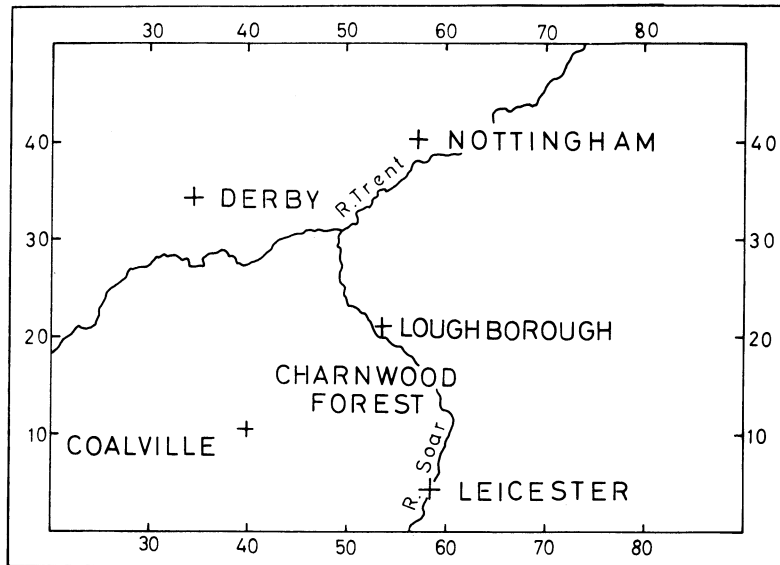 30 40 50 60 70 80
40 NOTTINGHAM 40
R. Trent
DERBY
30 30
20 LOUGHBOROUGH 20
CHARNWOOD
FOREST
10 COALVILLE 10
R. Soar
LEICESTER
30 40 50 60 70 80